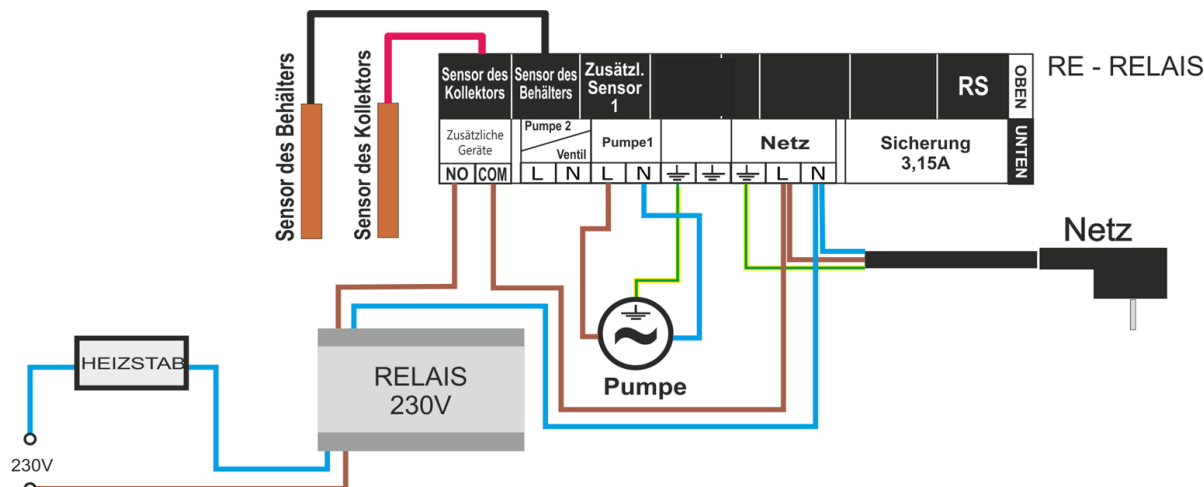 RE - RELAIS
Sensor des Behälters
Sensor des Kollektors
Sensor des
Kollektors
Sensor des
Behälters
Zusätzl.
Sensor
1
RS
OBEN
Zusätzliche
Geräte
Pumpe 2
Ventil
Pumpe1
Netz
Sicherung
3,15A
UNTEN
NO COM L N L N L N
Netz
HEIZSTAB
RELAIS
230V
Pumpe
230V